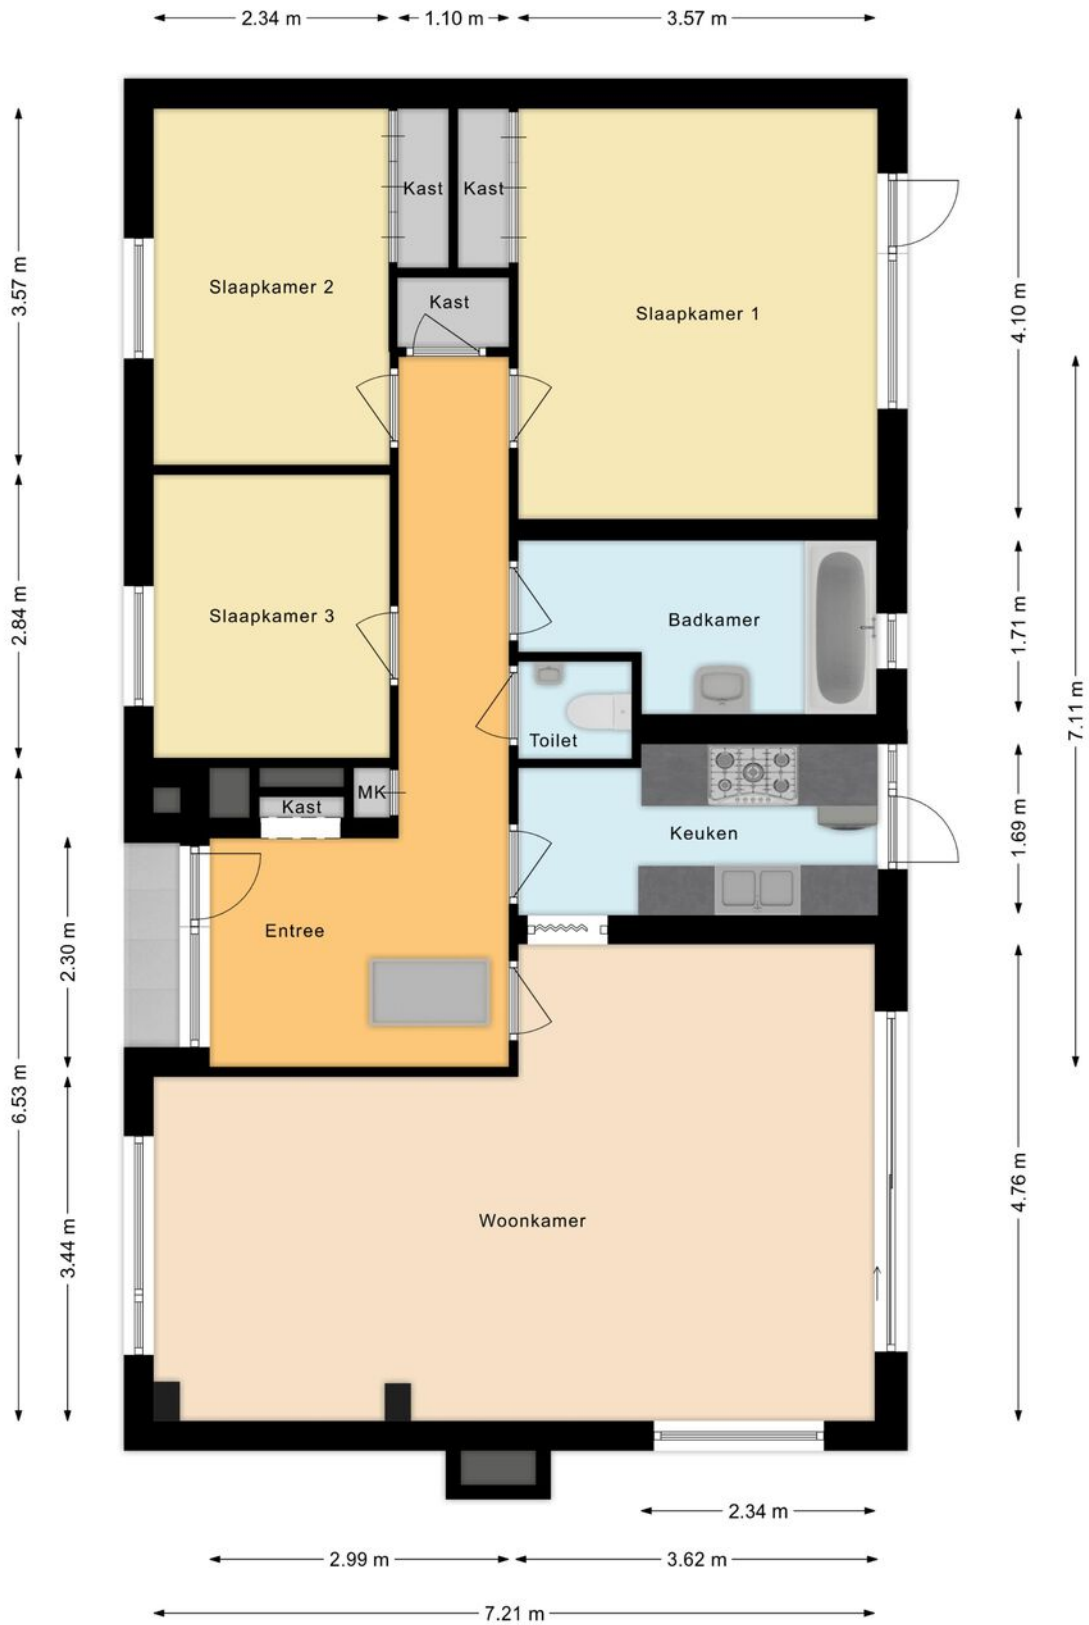 2.34 m
1.10 m
3.57 m
Kast
Kast
Slaapkamer 2
Kast
Slaapkamer 1
3.57 m
4.10 m
Slaapkamer 3
Badkamer
2.84 m
1.71 m
7.11 m
Toilet
MK
Kast
Keuken
1.69 m
Entree
2.30 m
6.53 m
4.76 m
Woonkamer
3.44 m
2.34 m
2.99 m
3.62 m
7.21 m